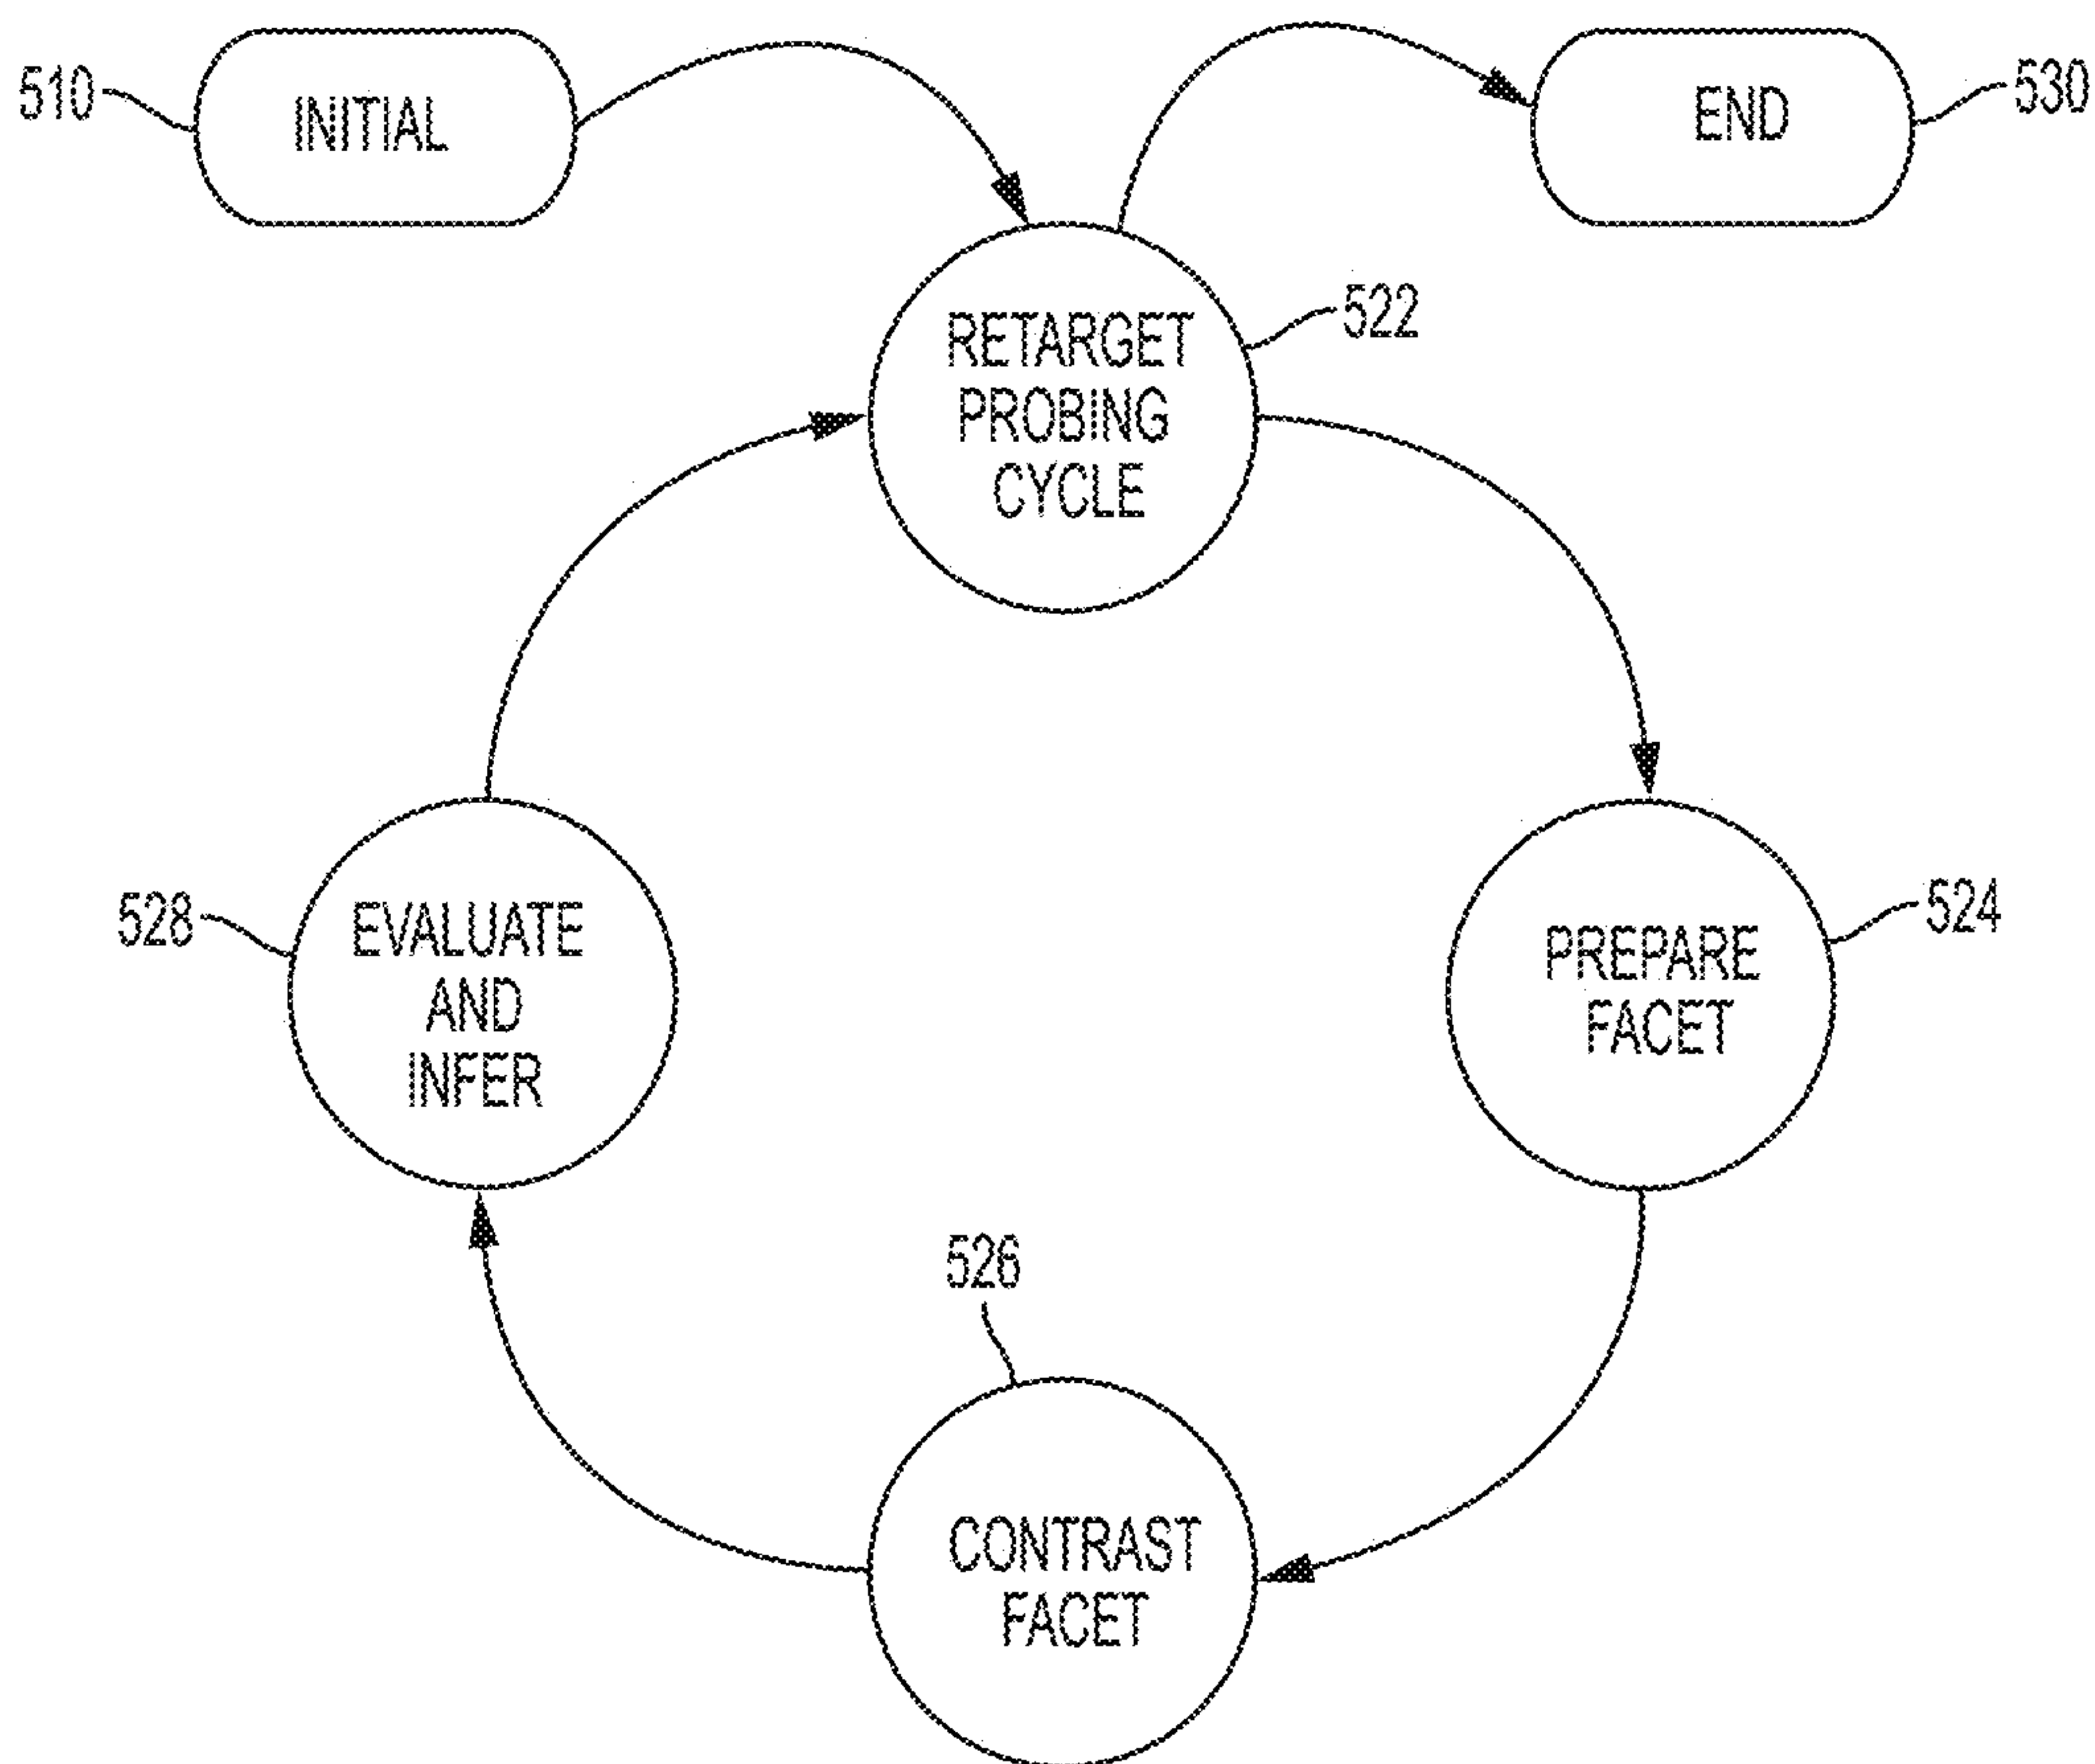 510
INITIAL
END
530
RETARGET
PROBING
CYCLE
522
528
EVALUATE
AND
INFER
PREPARE
FACET
524
526
CONTRAST
FACET